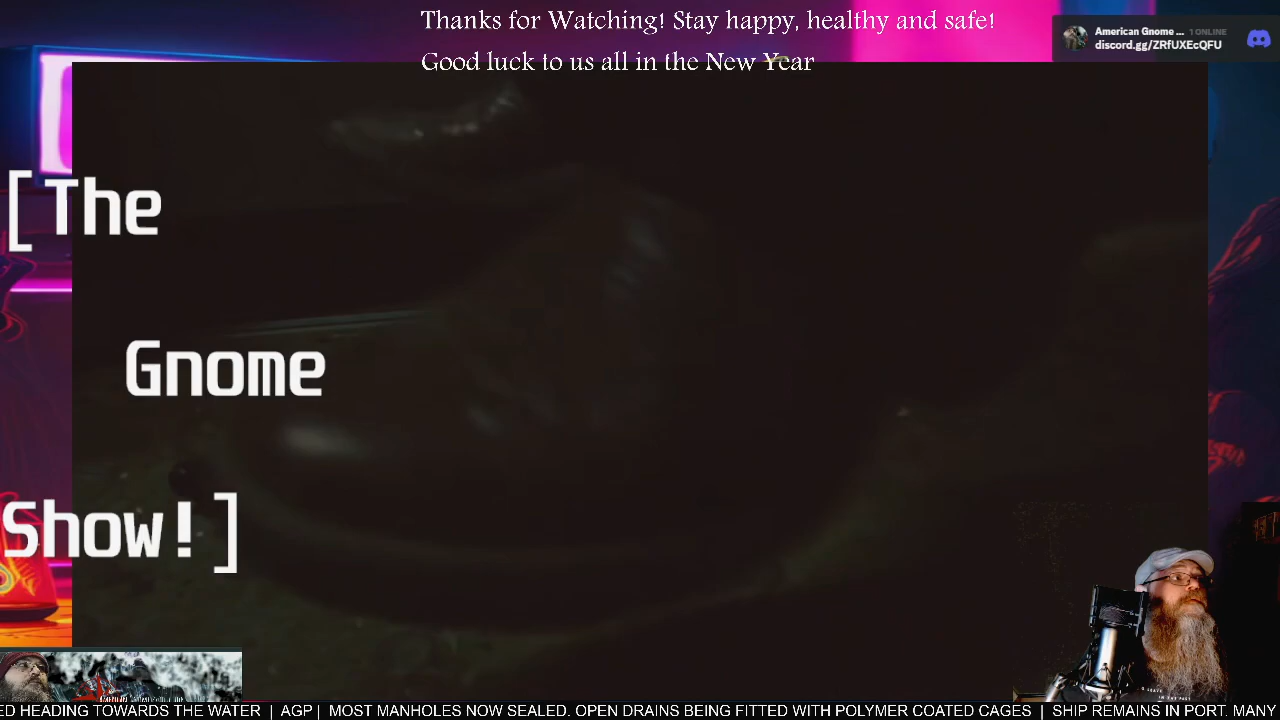 Thanks for Watching! Stay happy, healthy and safe!
Good luck to us all in the New Year
American Gnome ... 1 ONLINE
discord.gg/ZRfUXEcQFU
[The
Gnome
Show!]
ED HEADING TOWARDS THE WATER | AGP | MOST MANHOLES NOW SEALED. OPEN DRAINS BEING FITTED WITH POLYMER COATED CAGES | SHIP REMAINS IN PORT. MANY